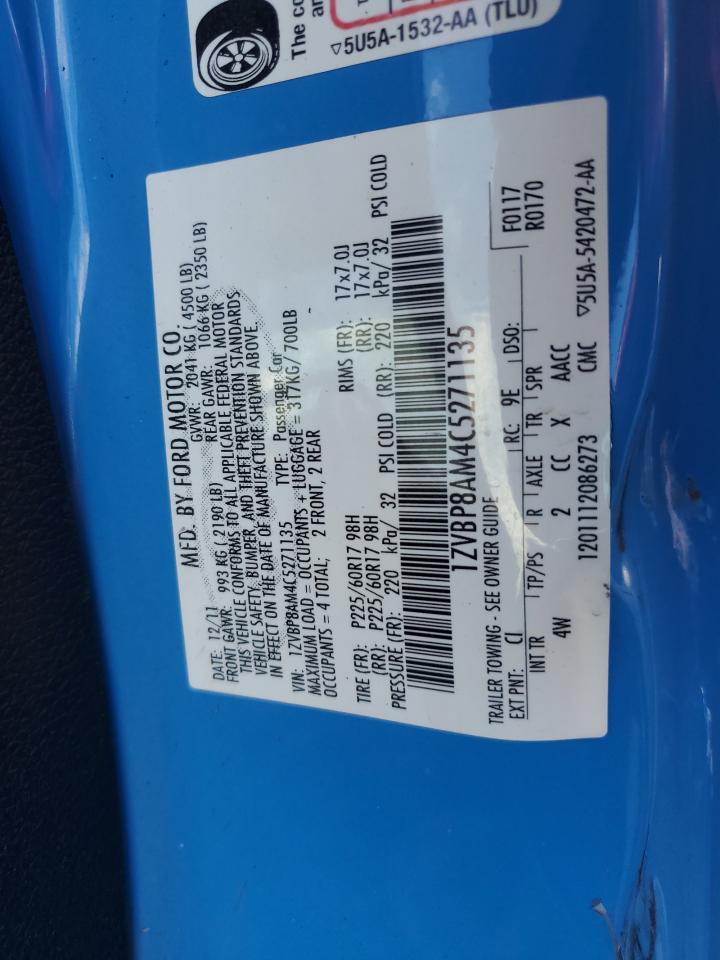 The co
an
▽5U5A-1532-AA (TLU)
MFD. BY FORD MOTOR CO.
DATE: 12/11 GVWR: 2041 KG ( 4500 LB)
FRONT GAWR: 993 KG ( 2190 LB) REAR GAWR: 1066 KG ( 2350 LB)
THIS VEHICLE CONFORMS TO ALL APPLICABLE FEDERAL MOTOR
VEHICLE SAFETY, BUMPER, AND THEFT PREVENTION STANDARDS
IN EFFECT ON THE DATE OF MANUFACTURE SHOWN ABOVE.
VIN: 1ZVBP8AM4C5271135 TYPE: Passenger Car
MAXIMUM LOAD = OCCUPANTS + LUGGAGE = 317KG/ 700LB
OCCUPANTS = 4 TOTAL; 2 FRONT, 2 REAR
TIRE (FR): P225/60R17 98H RIMS (FR): 17x7.0J
(RR): P225/60R17 98H (RR): 17x7.0J
PRESSURE (FR): 220 kPa/ 32 PSI COLD (RR): 220 kPa/ 32 PSI COLD
1ZVBP8AM4C5271135
TRAILER TOWING - SEE OWNER GUIDE F0117
EXT PNT: CI RC: 9E DSO: R0170
INT TR TP/PS R AXLE TR SPR
4W 2 CC X AACC
1201112086273 CMC ▽5U5A-5420472-AA